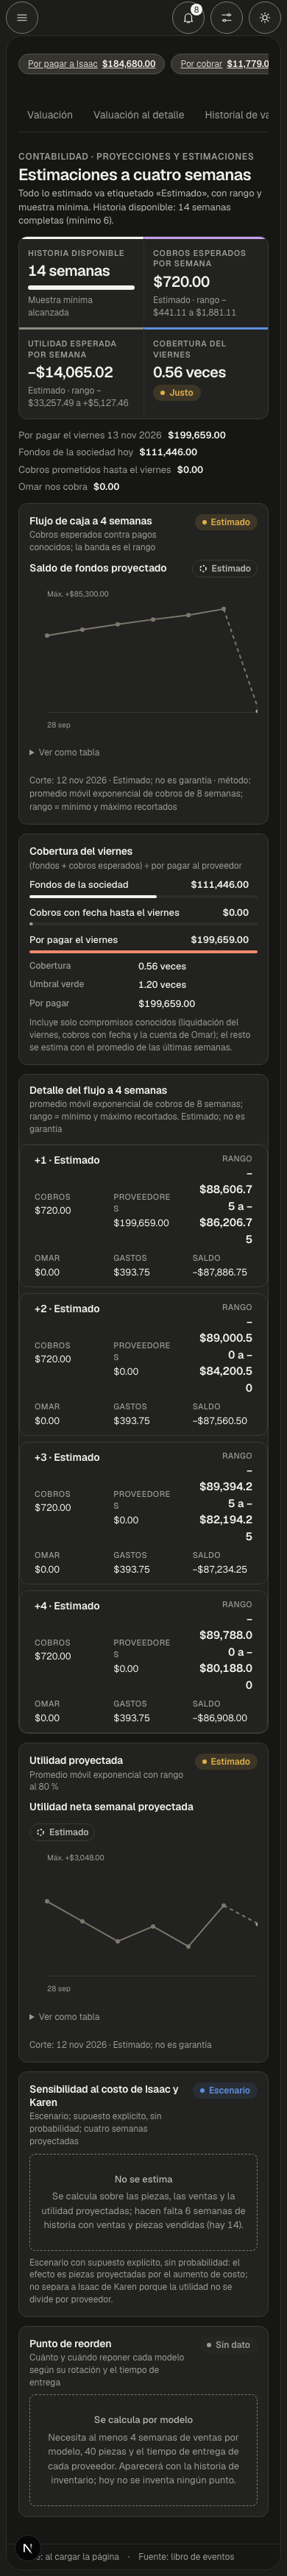 8
Por pagar a Isaac $184,680.00
Por cobrar $11,779.0
Valuación Valuación al detalle Historial de va
CONTABILIDAD · PROYECCIONES Y ESTIMACIONES
Estimaciones a cuatro semanas
Todo lo estimado va etiquetado «Estimado», con rango y
muestra mínima. Historia disponible: 14 semanas
completas (mínimo 6).
HISTORIA DISPONIBLE
14 semanas
Muestra mínima
alcanzada
COBROS ESPERADOS
POR SEMANA
$720.00
Estimado · rango −
$441.11 a $1,881.11
UTILIDAD ESPERADA
POR SEMANA
−$14,065.02
Estimado · rango −
$33,257.49 a +$5,127.46
COBERTURA DEL
VIERNES
0.56 veces
Justo
Por pagar el viernes 13 nov 2026 $199,659.00
Fondos de la sociedad hoy $111,446.00
Cobros prometidos hasta el viernes $0.00
Omar nos cobra $0.00
Flujo de caja a 4 semanas
Estimado
Cobros esperados contra pagos
conocidos; la banda es el rango
Saldo de fondos proyectado
Estimado
Máx. +$85,300.00
28 sep
Ver como tabla
Corte: 12 nov 2026 · Estimado; no es garantía · método:
promedio móvil exponencial de cobros de 8 semanas;
rango = mínimo y máximo recortados
Cobertura del viernes
(fondos + cobros esperados) ÷ por pagar al proveedor
Fondos de la sociedad $111,446.00
Cobros con fecha hasta el viernes $0.00
Por pagar el viernes $199,659.00
Cobertura 0.56 veces
Umbral verde 1.20 veces
Por pagar $199,659.00
Incluye solo compromisos conocidos (liquidación del
viernes, cobros con fecha y la cuenta de Omar); el resto
se estima con el promedio de las últimas semanas.
Detalle del flujo a 4 semanas
promedio móvil exponencial de cobros de 8 semanas;
rango = mínimo y máximo recortados. Estimado; no es
garantía
+1 · Estimado
RANGO
−
$88,606.7
5 a −
$86,206.7
5
COBROS
$720.00
PROVEEDORE
S
$199,659.00
OMAR
$0.00
GASTOS
$393.75
SALDO
−$87,886.75
+2 · Estimado
RANGO
−
$89,000.5
0 a −
$84,200.5
0
COBROS
$720.00
PROVEEDORE
S
$0.00
OMAR
$0.00
GASTOS
$393.75
SALDO
−$87,560.50
+3 · Estimado
RANGO
−
$89,394.2
5 a −
$82,194.2
5
COBROS
$720.00
PROVEEDORE
S
$0.00
OMAR
$0.00
GASTOS
$393.75
SALDO
−$87,234.25
+4 · Estimado
RANGO
−
$89,788.0
0 a −
$80,188.0
0
COBROS
$720.00
PROVEEDORE
S
$0.00
OMAR
$0.00
GASTOS
$393.75
SALDO
−$86,908.00
Utilidad proyectada
Estimado
Promedio móvil exponencial con rango
al 80 %
Utilidad neta semanal proyectada
Estimado
Máx. +$3,048.00
28 sep
Ver como tabla
Corte: 12 nov 2026 · Estimado; no es garantía
Sensibilidad al costo de Isaac y
Karen
Escenario
Escenario; supuesto explícito, sin
probabilidad; cuatro semanas
proyectadas
No se estima
Se calcula sobre las piezas, las ventas y la
utilidad proyectadas; hacen falta 6 semanas de
historia con ventas y piezas vendidas (hay 14).
Escenario con supuesto explícito, sin probabilidad: el
efecto es piezas proyectadas por el aumento de costo;
no separa a Isaac de Karen porque la utilidad no se
divide por proveedor.
Punto de reorden
Sin dato
Cuánto y cuándo reponer cada modelo
según su rotación y el tiempo de
entrega
Se calcula por modelo
Necesita al menos 4 semanas de ventas por
modelo, 40 piezas y el tiempo de entrega de
cada proveedor. Aparecerá con la historia de
inventario; hoy no se inventa ningún punto.
N
: al cargar la página · Fuente: libro de eventos